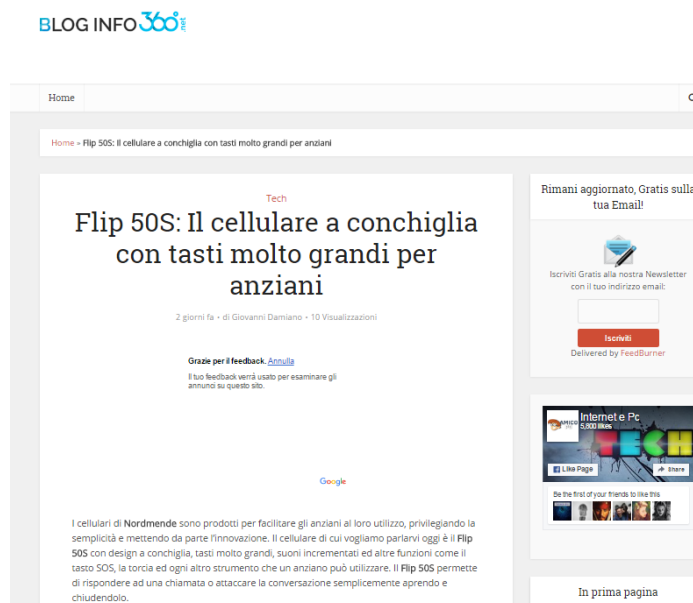 BLOG INFO 360° .net
Home
Home » Flip 50S: Il cellulare a conchiglia con tasti molto grandi per anziani
Tech
Flip 50S: Il cellulare a conchiglia
con tasti molto grandi per
anziani
2 giorni fa • di Giovanni Damiano • 10 Visualizzazioni
Grazie per il feedback. Annulla
Il tuo feedback verrà usato per esaminare gli
annunci su questo sito.
Google
I cellulari di Nordmende sono prodotti per facilitare gli anziani al loro utilizzo, privilegiando la
semplicità e mettendo da parte l'innovazione. Il cellulare di cui vogliamo parlarvi oggi è il Flip
50S con design a conchiglia, tasti molto grandi, suoni incrementati ed altre funzioni come il
tasto SOS, la torcia ed ogni altro strumento che un anziano può utilizzare. Il Flip 50S permette
di rispondere ad una chiamata o attaccare la conversazione semplicemente aprendo e
chiudendolo.
Rimani aggiornato, Gratis sulla
tua Email!
Iscriviti Gratis alla nostra Newsletter
con il tuo indirizzo email:
Iscriviti
Delivered by FeedBurner
Internet e Pc
5,800 likes
AMICO
TECH
Like Page
Share
Be the first of your friends to like this
In prima pagina